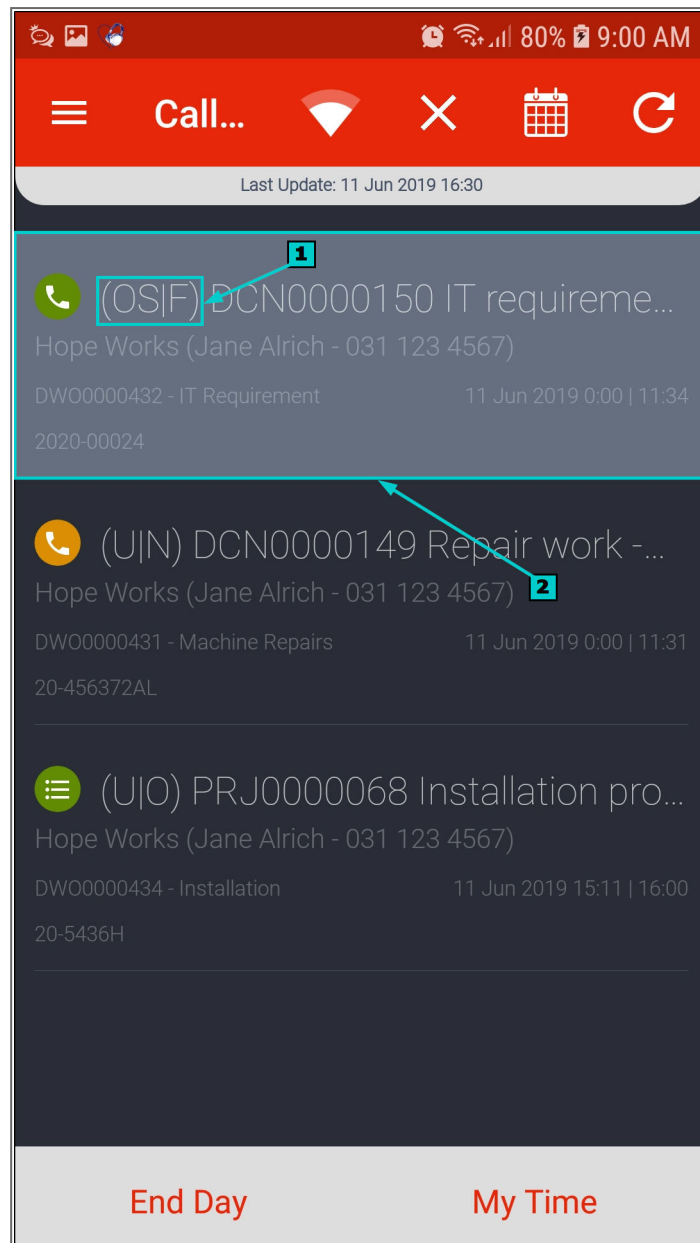 80% 9:00 AM
Call...
Last Update: 11 Jun 2019 16:30
1
(OS|F) DCN0000150 IT requireme...
Hope Works (Jane Alrich - 031 123 4567)
DWO0000432 - IT Requirement 11 Jun 2019 0:00 | 11:34
2020-00024
(U|N) DCN0000149 Repair work -...
Hope Works (Jane Alrich - 031 123 4567)
2
DWO0000431 - Machine Repairs 11 Jun 2019 0:00 | 11:31
20-456372AL
(U|O) PRJ0000068 Installation pro...
Hope Works (Jane Alrich - 031 123 4567)
DWO0000434 - Installation 11 Jun 2019 15:11 | 16:00
20-5436H
End Day My Time